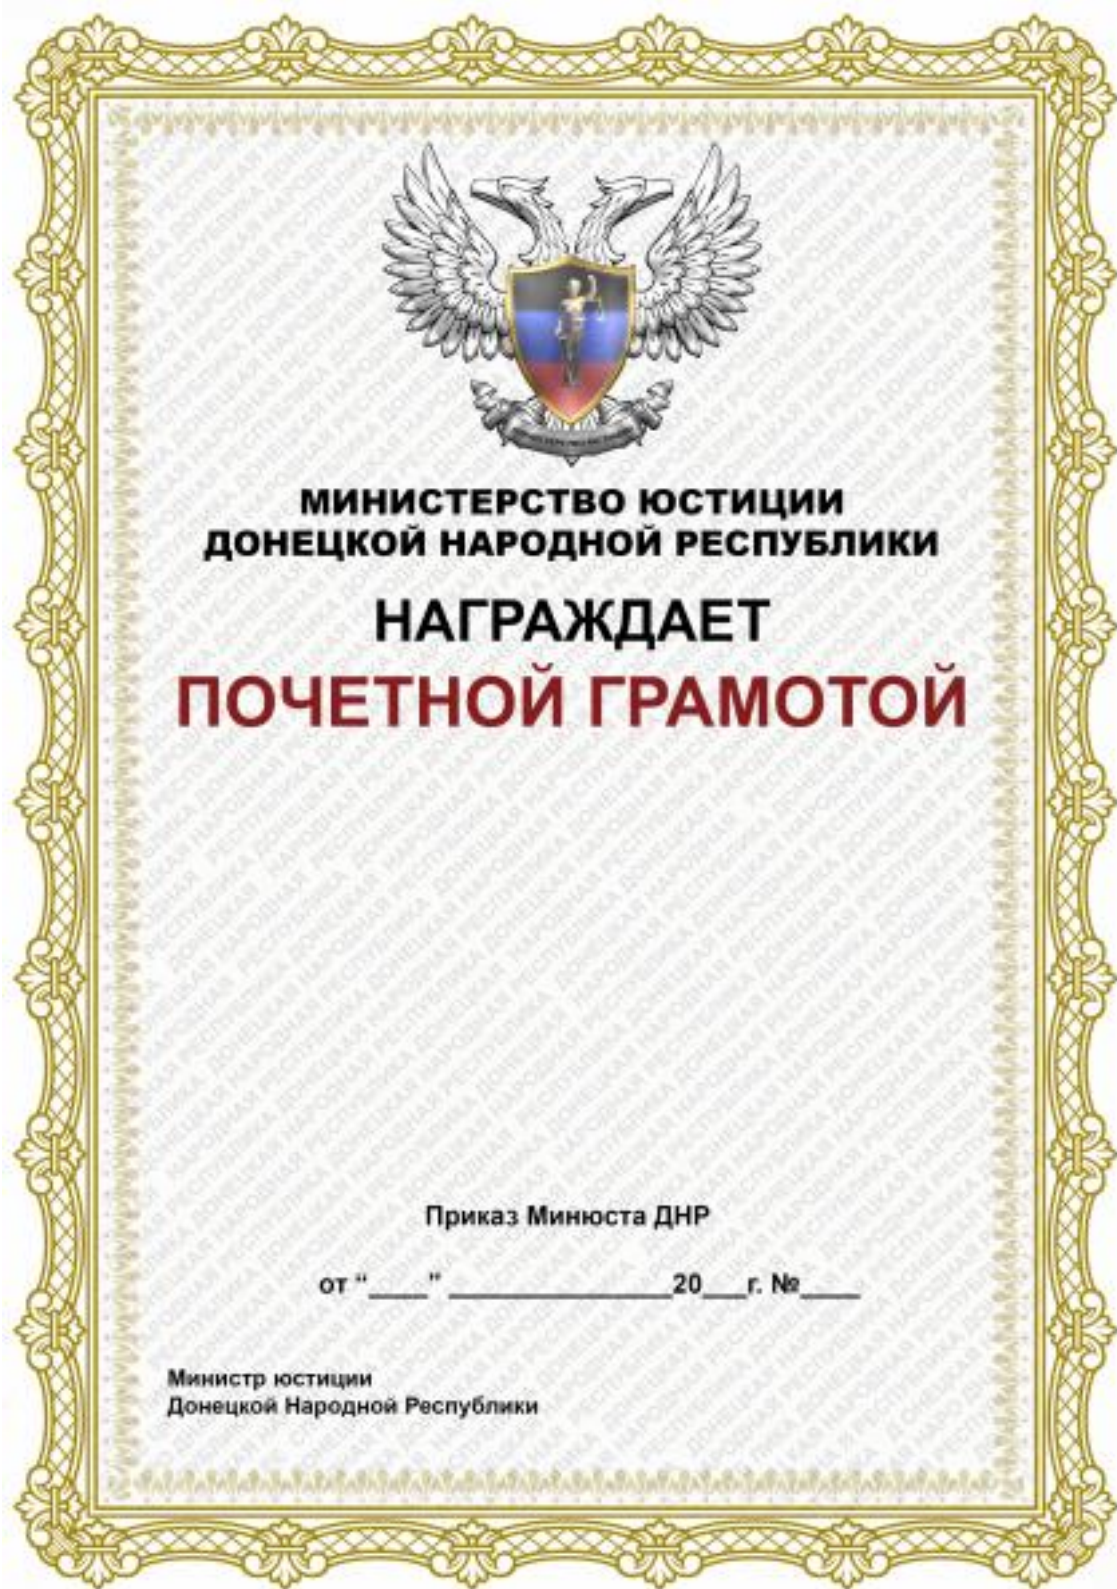 МИНИСТЕРСТВО ЮСТИЦИИ
ДОНЕЦКОЙ НАРОДНОЙ РЕСПУБЛИКИ
НАГРАЖДАЕТ
ПОЧЕТНОЙ ГРАМОТОЙ
Приказ Минюста ДНР
от “____” _______________20___г. №____
Министр юстиции
Донецкой Народной Республики